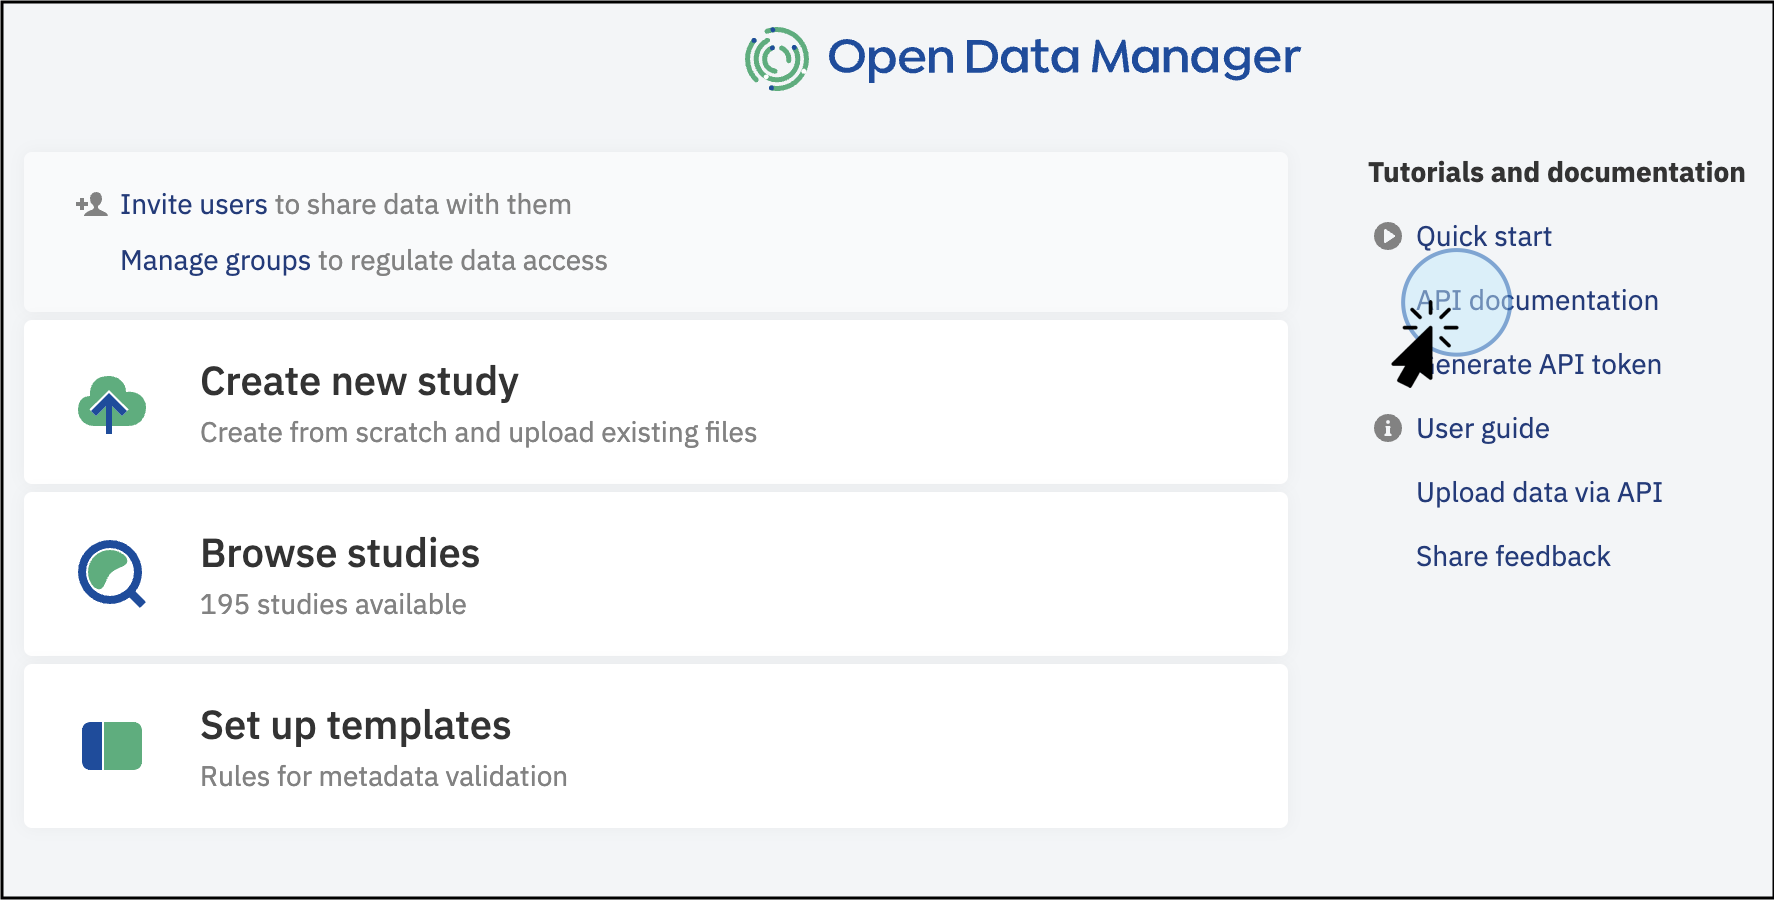 Open Data Manager
Invite users to share data with them
Manage groups to regulate data access
Create new study
Create from scratch and upload existing files
Browse studies
195 studies available
Set up templates
Rules for metadata validation
Tutorials and documentation
Quick start
API documentation
Generate API token
User guide
Upload data via API
Share feedback